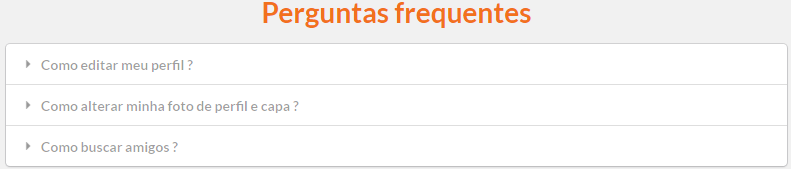 Perguntas frequentes
Como editar meu perfil ?
Como alterar minha foto de perfil e capa ?
Como buscar amigos ?